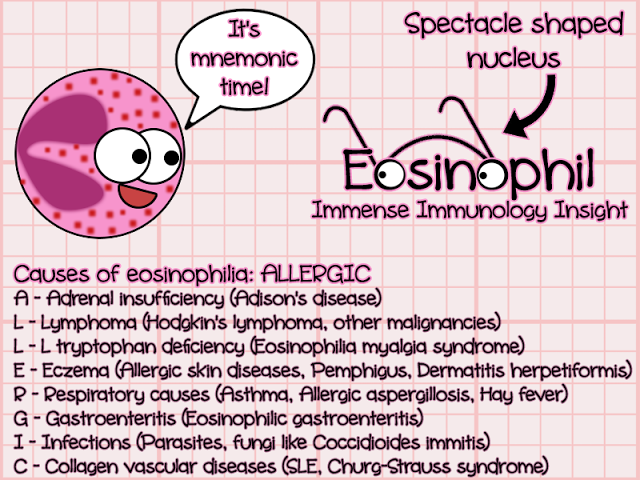 It's
mnemonic
time!
Spectacle shaped
nucleus
Eosinophil
Immense Immunology Insight
Causes of eosinophilia: ALLERGIC
A - Adrenal insufficiency (Adison's disease)
L - Lymphoma (Hodgkin's lymphoma, other malignancies)
L - L tryptophan deficiency (Eosinophilia myalgia syndrome)
E - Eczema (Allergic skin diseases, Pemphigus, Dermatitis herpetiformis)
R - Respiratory causes (Asthma, Allergic aspergillosis, Hay fever)
G - Gastroenteritis (Eosinophilic gastroenteritis)
I - Infections (Parasites, fungi like Coccidioides immitis)
C - Collagen vascular diseases (SLE, Churg-Strauss syndrome)